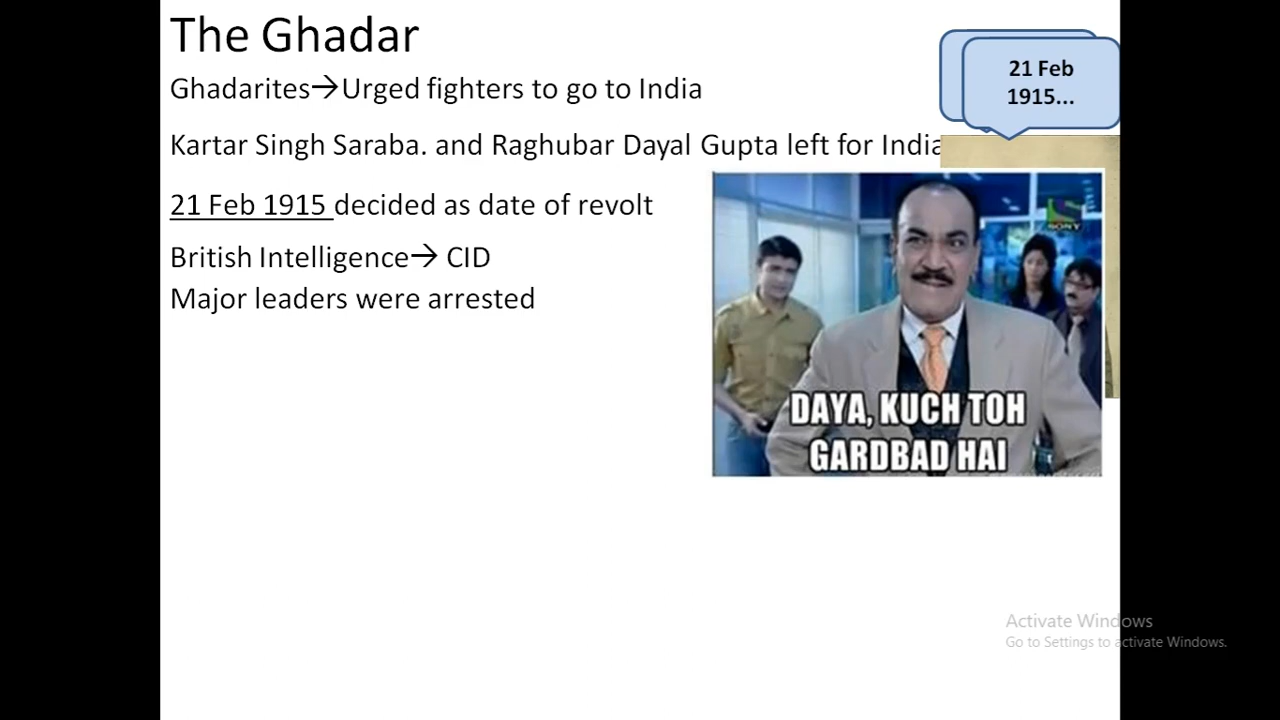 The Ghadar
Ghadarites→Urged fighters to go to India
Kartar Singh Saraba. and Raghubar Dayal Gupta left for India
21 Feb 1915 decided as date of revolt
British Intelligence→ CID
Major leaders were arrested
21 Feb
1915...
SONY
DAYA, KUCH TOH
GARDBAD HAI
Activate Windows
Go to Settings to activate Windows.